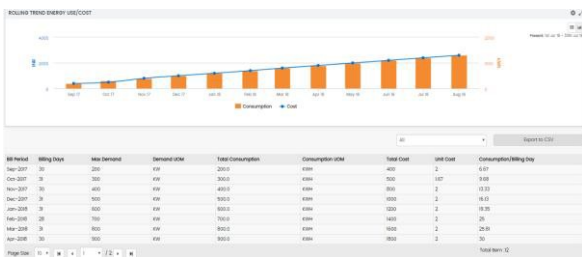 ROLLING TREND ENERGY USE/COST
4000
2000
0
Sep 17
Oct 17
Nov 17
Dec 17
Jan 18
Feb 18
Mar 18
Apr 18
May 18
Jun 18
Jul 18
Aug 18
Consumption Cost
All Export to CSV
Bill Period Billing Days Max Demand Demand UOM Total Consumption Consumption UOM Total Cost Unit Cost Consumption/Billing Day
Sep-2017 30 200 KW 200.0 KWH 400 2 6.67
Oct-2017 31 300 KW 300.0 KWH 500 9.68
Nov-2017 30 400 KW 400.0 KWH 800 2 13.33
Dec-2017 31 500 KW 500.0 KWH 1000 2 16.13
Jan-2018 31 600 KW 600.0 KWH 1200 2 19.35
Feb-2018 28 700 KW 700.0 KWH 1400 2 25
Mar-2018 31 800 KW 800.0 KWH 1600 2 25.81
Apr-2018 30 900 KW 900.0 KWH 1800 2 30
Page Size : 10 1 / 2 Total Item : 12